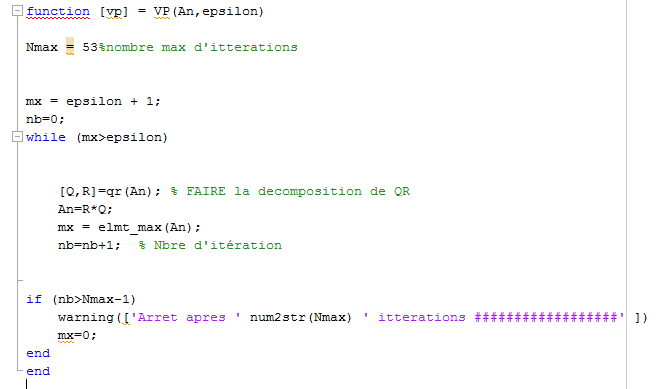 function [vp] = VP(An,epsilon)
Nmax = 53%nombre max d'itterations
mx = epsilon + 1;
nb=0;
while (mx>epsilon)
[Q,R]=qr(An); % FAIRE la decomposition de QR
An=R*Q;
mx = elmt_max(An);
nb=nb+1;  % Nbre d'itération
if (nb>Nmax-1)
warning(['Arret apres ' num2str(Nmax) ' itterations ##################' ])
mx=0;
end
end